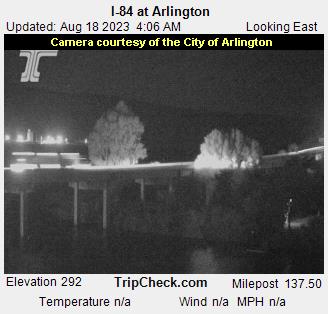 I-84 at Arlington
Updated: Aug 18 2023 4:06 AM Looking East
Camera courtesy of the City of Arlington
Elevation 292 TripCheck.com Milepost 137.50
Temperature n/a Wind n/a MPH n/a